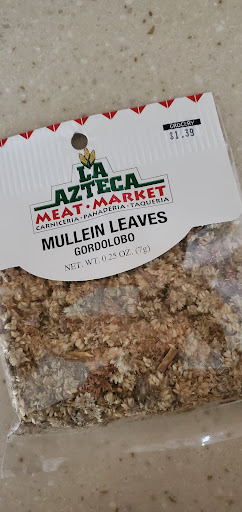 GROCERY
$1.39
LA
AZTECA
MEAT • MARKET
CARNICERIA • PANADERIA • TAQUERIA
MULLEIN LEAVES
GORDOLOBO
NET. WT. 0.25 OZ. (7g)